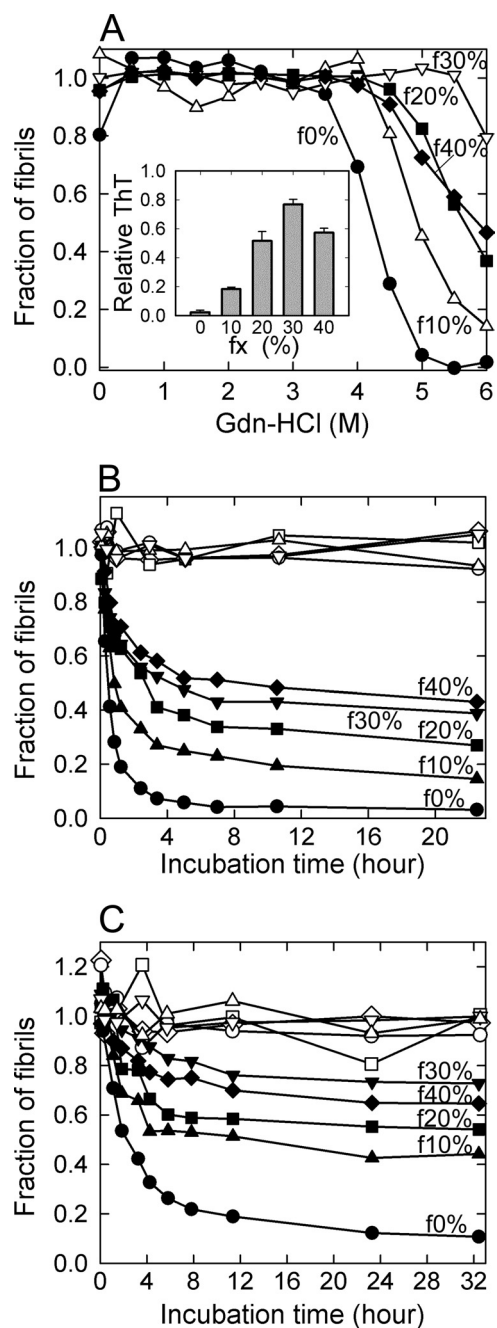 A
Fraction of fibrils
1.0
0.8
0.6
0.4
0.2
0.0
f30%
f20%
f0%
f40%
f10%
Relative ThT
1.0
0.8
0.6
0.4
0.2
0.0
0 10 20 30 40
fx (%)
0 1 2 3 4 5 6
Gdn-HCl (M)
B
Fraction of fibrils
1.0
0.8
0.6
0.4
0.2
0.0
f40%
f30%
f20%
f10%
f0%
0 4 8 12 16 20
Incubation time (hour)
C
Fraction of fibrils
1.2
1.0
0.8
0.6
0.4
0.2
0.0
f30%
f40%
f20%
f10%
f0%
0 4 8 12 16 20 24 28 32
Incubation time (hour)